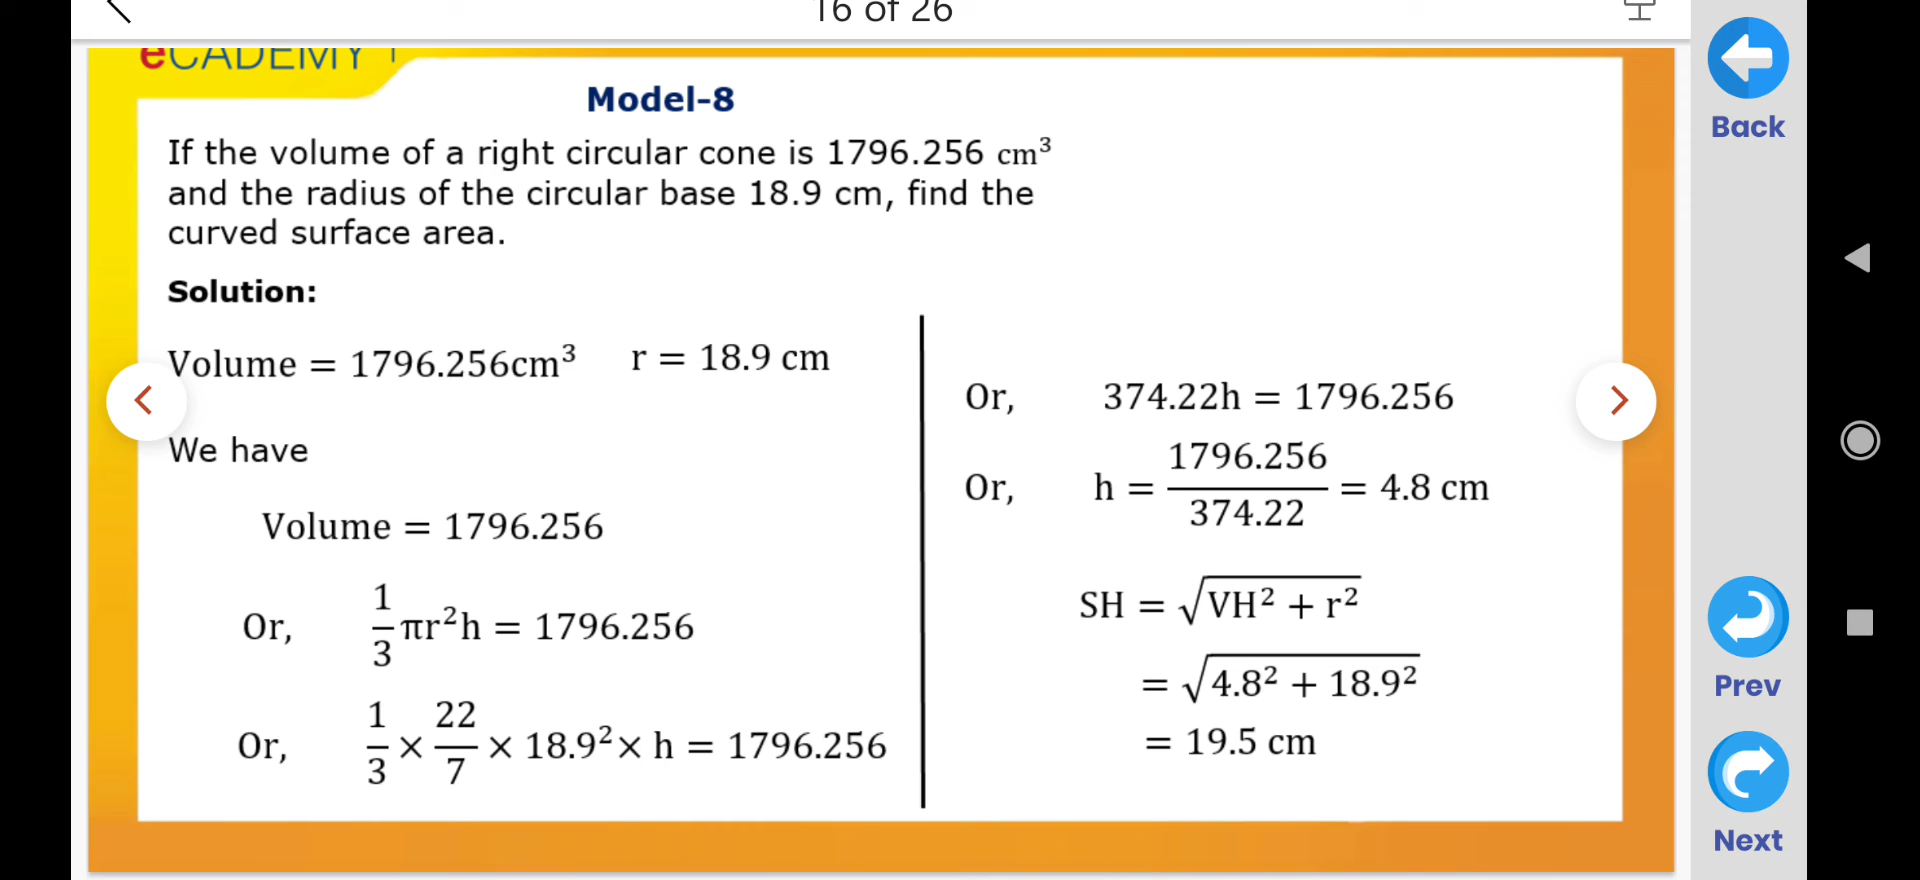 16 of 26
eCADEMY
Model-8
If the volume of a right circular cone is 1796.256 cm³
and the radius of the circular base 18.9 cm, find the
curved surface area.
Solution:
Volume = 1796.256cm³ r = 18.9 cm
We have
Volume = 1796.256
Or, 1/3 πr²h = 1796.256
Or, 1/3 × 22/7 × 18.9² × h = 1796.256
Or, 374.22h = 1796.256
Or, h = 1796.256/374.22 = 4.8 cm
SH = √(VH² + r²)
= √(4.8² + 18.9²)
= 19.5 cm
Back
Prev
Next